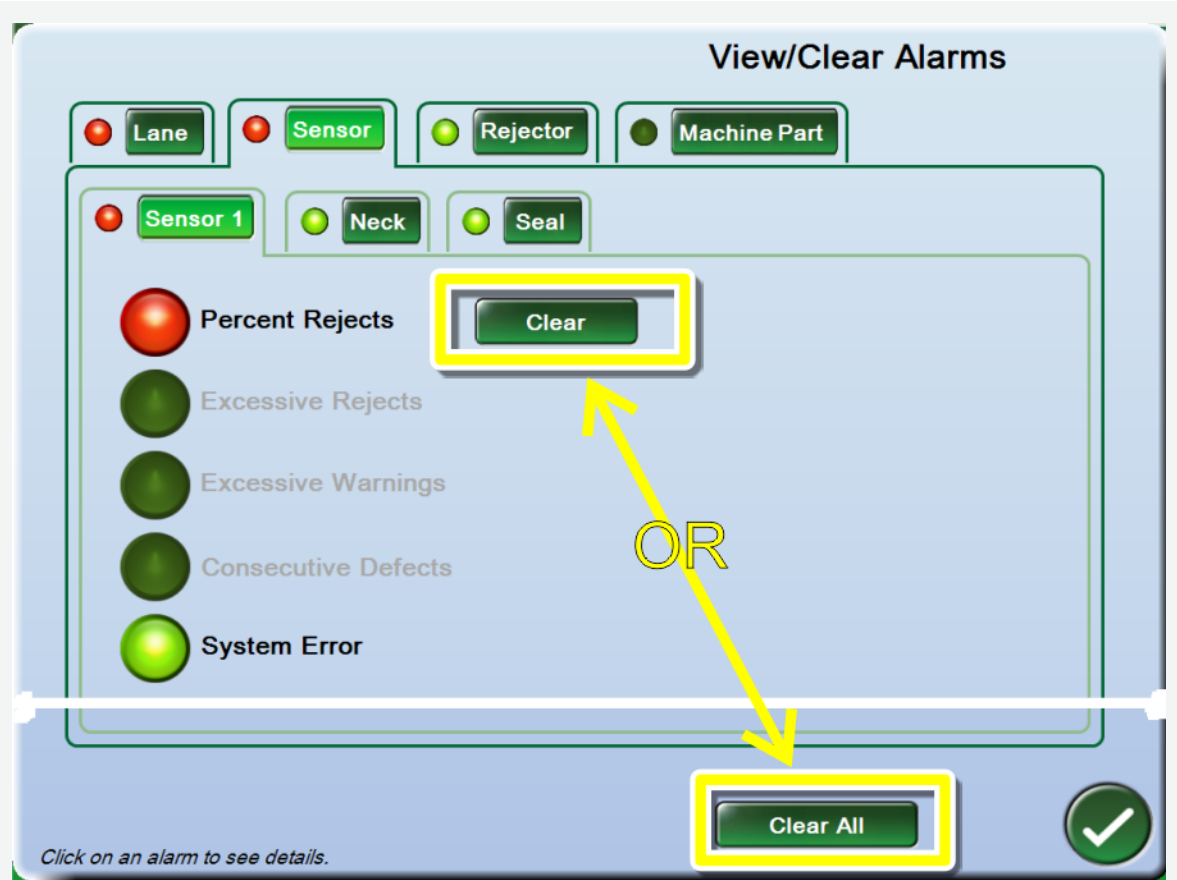 View/Clear Alarms
Lane Sensor Rejector Machine Part
Sensor 1 Neck Seal
Percent Rejects Clear
Excessive Rejects
Excessive Warnings
OR
Consecutive Defects
System Error
Clear All
Click on an alarm to see details.